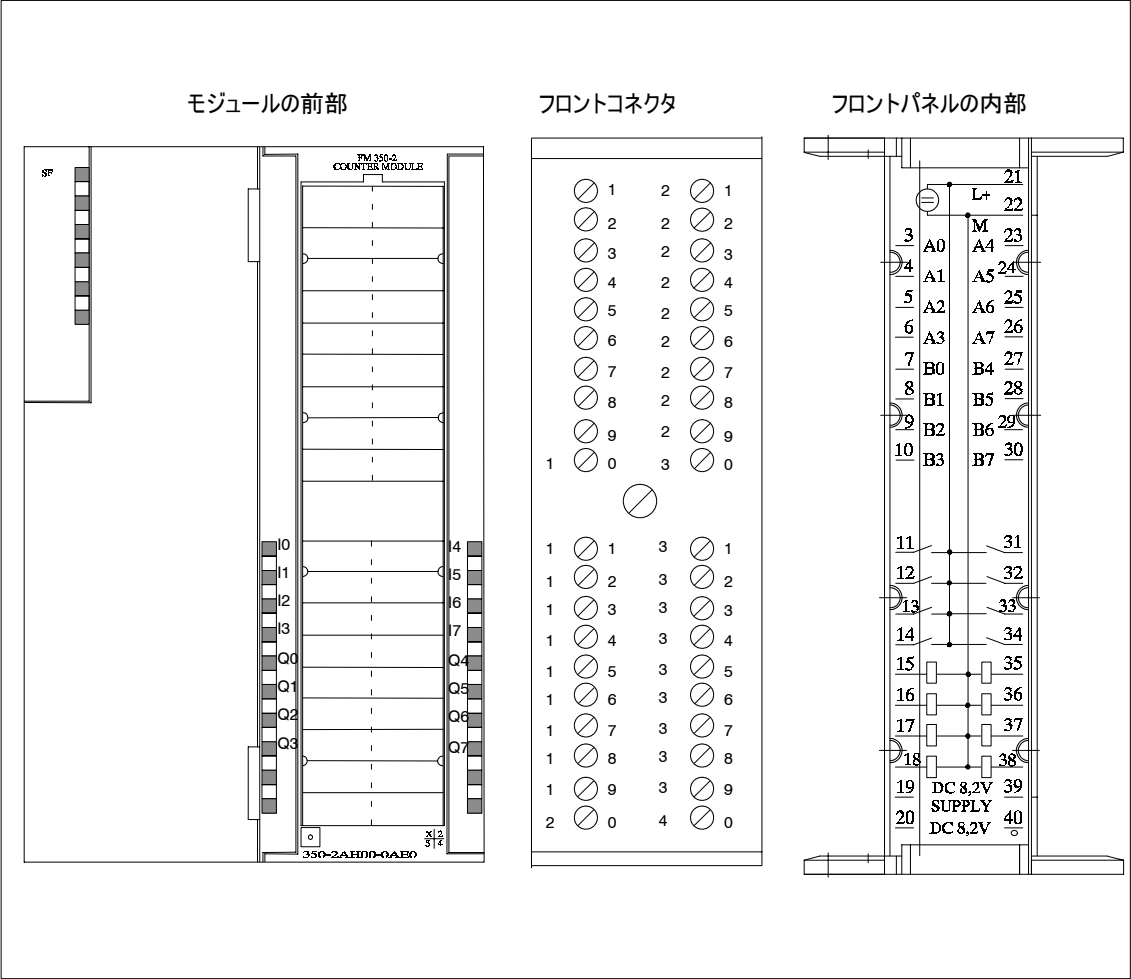 モジュールの前部
フロントコネクタ
フロントパネルの内部
SF
FM 350-2
COUNTER MODULE
I0
I1
I2
I3
Q0
Q1
Q2
Q3
I4
I5
I6
I7
Q4
Q5
Q6
Q7
X 2
3 4
350-2AH00-0AE0
1 2 1
2 2 2
3 2 3
4 2 4
5 2 5
6 2 6
7 2 7
8 2 8
9 2 9
1 0 3 0
1 1 3 1
1 2 3 2
1 3 3 3
1 4 3 4
1 5 3 5
1 6 3 6
1 7 3 7
1 8 3 8
1 9 3 9
2 0 4 0
L+ 21
22
M
3 A0 A4 23
4 A1 A5 24
5 A2 A6 25
6 A3 A7 26
7 B0 B4 27
8 B1 B5 28
9 B2 B6 29
10 B3 B7 30
11 31
12 32
13 33
14 34
15 35
16 36
17 37
18 38
19 DC 8,2V 39
SUPPLY
20 DC 8,2V 40